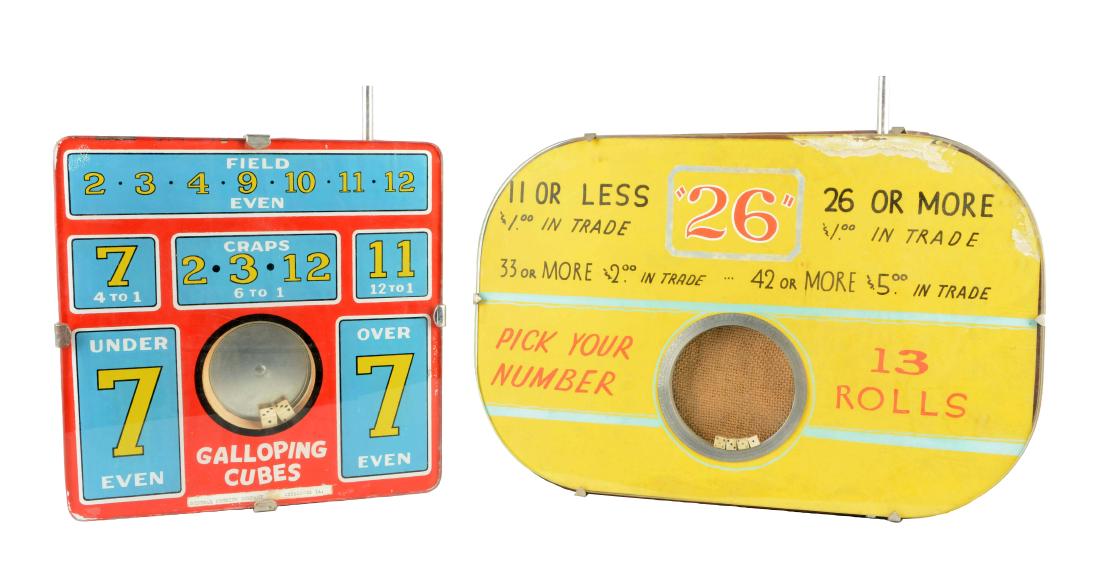 FIELD
2 · 3 · 4 · 9 · 10 · 11 · 12
EVEN
7
4 TO 1
CRAPS
2 · 3 · 12
6 TO 1
11
12 TO 1
UNDER
7
EVEN
OVER
7
EVEN
GALLOPING
CUBES
11 OR LESS
$1.00 IN TRADE
"26"
26 OR MORE
$1.00 IN TRADE
33 OR MORE $2.00 IN TRADE ... 42 OR MORE $5.00 IN TRADE
PICK YOUR
NUMBER
13
ROLLS